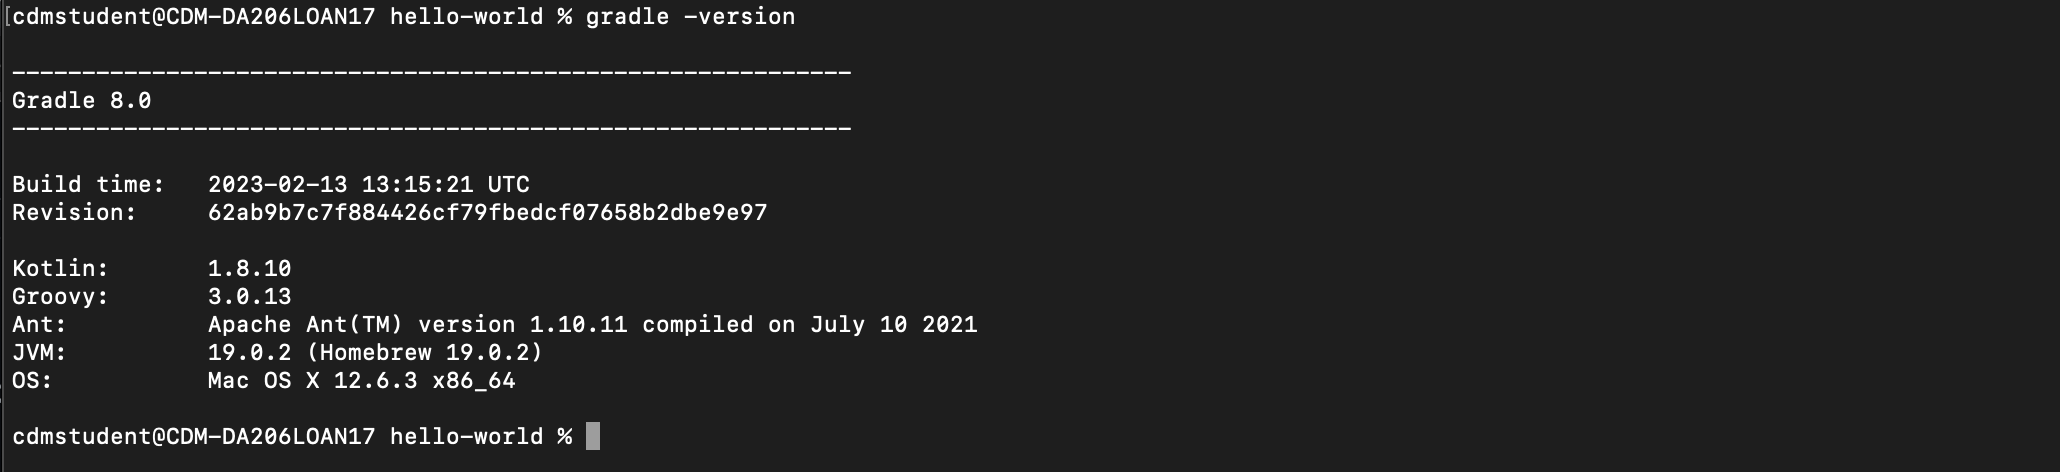 [cdmstudent@CDM-DA206LOAN17 hello-world % gradle -version
------------------------------------------------------------
Gradle 8.0
------------------------------------------------------------
Build time:   2023-02-13 13:15:21 UTC
Revision:     62ab9b7c7f884426cf79fbedcf07658b2dbe9e97
Kotlin:       1.8.10
Groovy:       3.0.13
Ant:          Apache Ant(TM) version 1.10.11 compiled on July 10 2021
JVM:          19.0.2 (Homebrew 19.0.2)
OS:           Mac OS X 12.6.3 x86_64
cdmstudent@CDM-DA206LOAN17 hello-world %